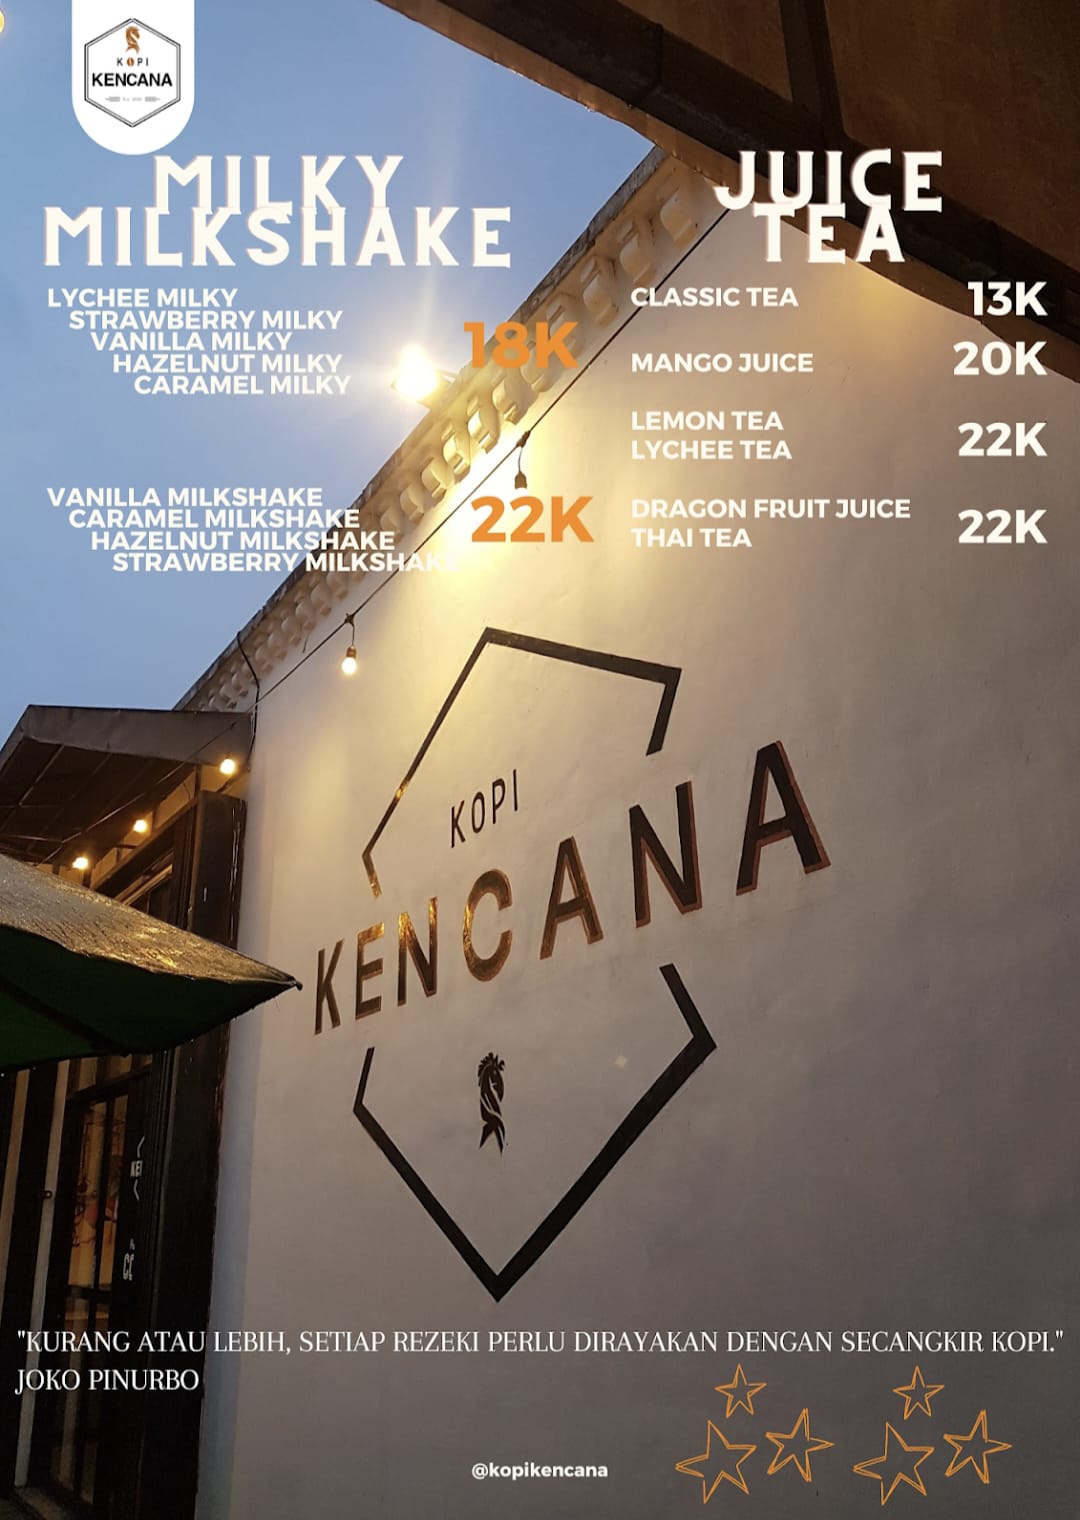 KOPI
KENCANA
MILKY
MILKSHAKE
LYCHEE MILKY
STRAWBERRY MILKY
VANILLA MILKY
HAZELNUT MILKY
CARAMEL MILKY
18K
VANILLA MILKSHAKE
CARAMEL MILKSHAKE
HAZELNUT MILKSHAKE
STRAWBERRY MILKSHAKE
22K
JUICE
TEA
CLASSIC TEA 13K
MANGO JUICE 20K
LEMON TEA
LYCHEE TEA
22K
DRAGON FRUIT JUICE
THAI TEA
22K
KOPI
KENCANA
"KURANG ATAU LEBIH, SETIAP REZEKI PERLU DIRAYAKAN DENGAN SECANGKIR KOPI."
JOKO PINURBO
@kopikencana